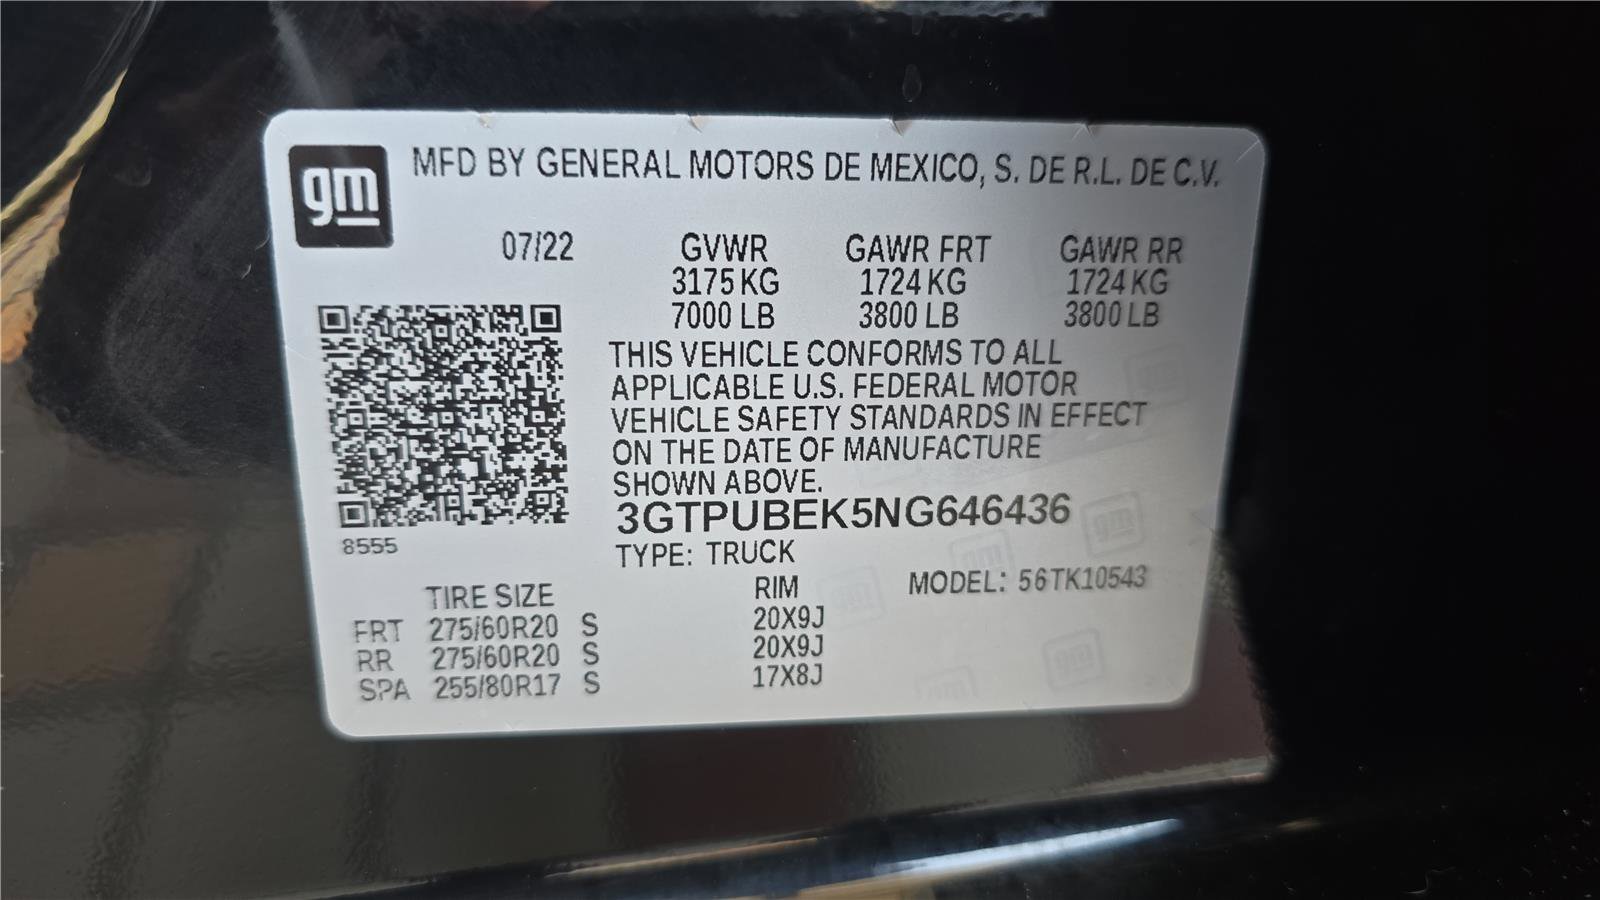 gm
MFD BY GENERAL MOTORS DE MEXICO, S. DE R.L. DE C.V.
07/22 GVWR GAWR FRT GAWR RR
3175 KG 1724 KG 1724 KG
7000 LB 3800 LB 3800 LB
THIS VEHICLE CONFORMS TO ALL
APPLICABLE U.S. FEDERAL MOTOR
VEHICLE SAFETY STANDARDS IN EFFECT
ON THE DATE OF MANUFACTURE
SHOWN ABOVE.
3GTPUBEK5NG646436
8555
TYPE: TRUCK
TIRE SIZE RIM MODEL: 56TK10543
FRT 275/60R20 S 20X9J
RR 275/60R20 S 20X9J
SPA 255/80R17 S 17X8J